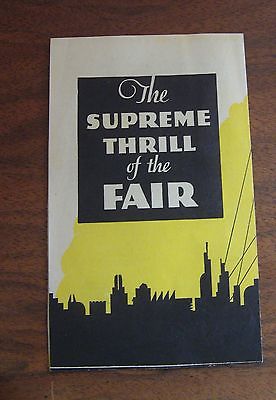 The
SUPREME
THRILL
of the
FAIR